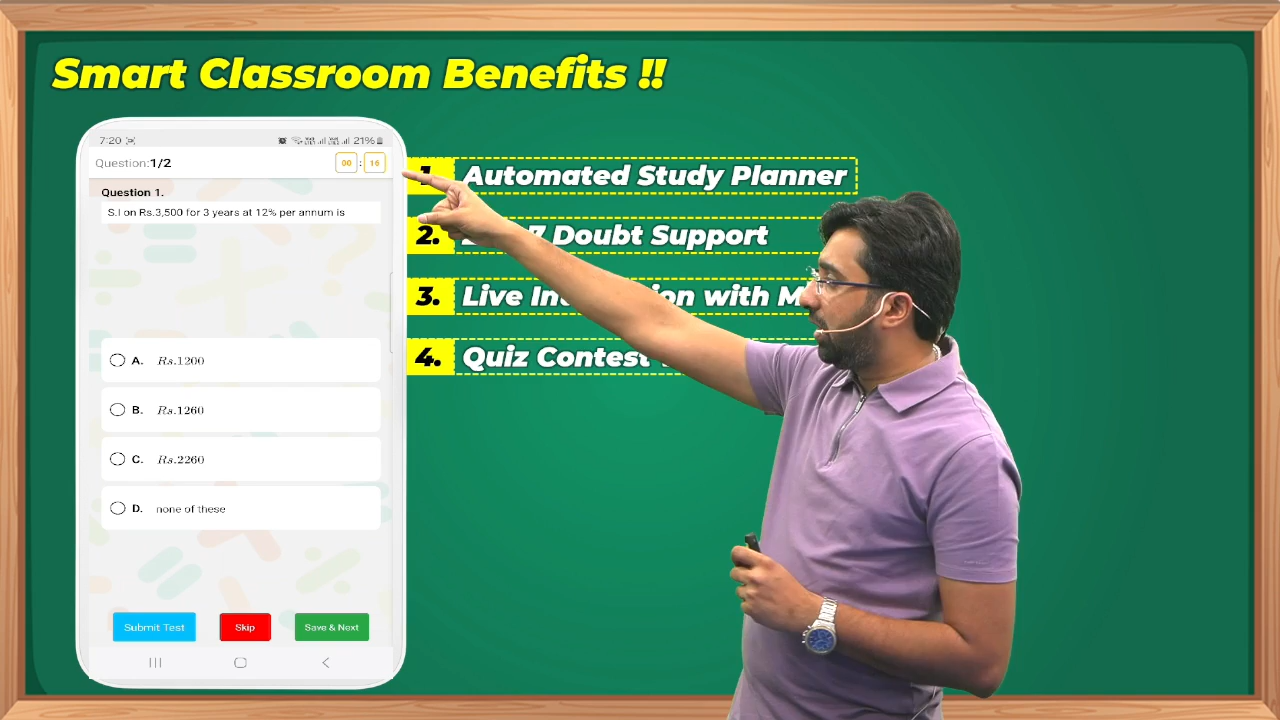 Smart Classroom Benefits !!
7:20 21%
Question:1/2 00 : 16
Question 1.
S.I on Rs.3,500 for 3 years at 12% per annum is
A. Rs.1200
B. Rs.1260
C. Rs.2260
D. none of these
Submit Test Skip Save & Next
1. Automated Study Planner
2. Doubt Support
3. Live with
4. Quiz Contest